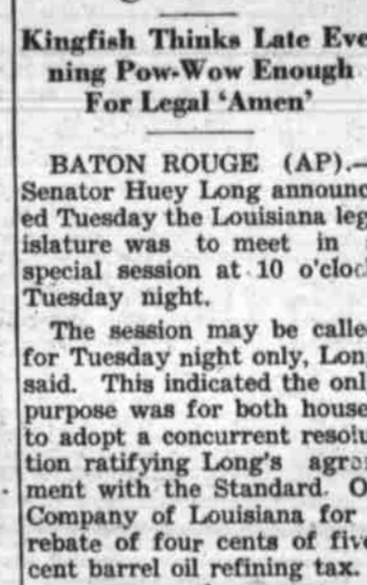 Kingfish Thinks Late Eve
ning Pow-Wow Enough
For Legal 'Amen'
BATON ROUGE (AP).—
Senator Huey Long announc
ed Tuesday the Louisiana leg
islature was to meet in
special session at 10 o'cloc
Tuesday night.
The session may be calle
for Tuesday night only, Lon
said. This indicated the onl
purpose was for both house
to adopt a concurrent resolu
tion ratifying Long's agre
ment with the Standard. O
Company of Louisiana for
rebate of four cents of five
cent barrel oil refining tax.